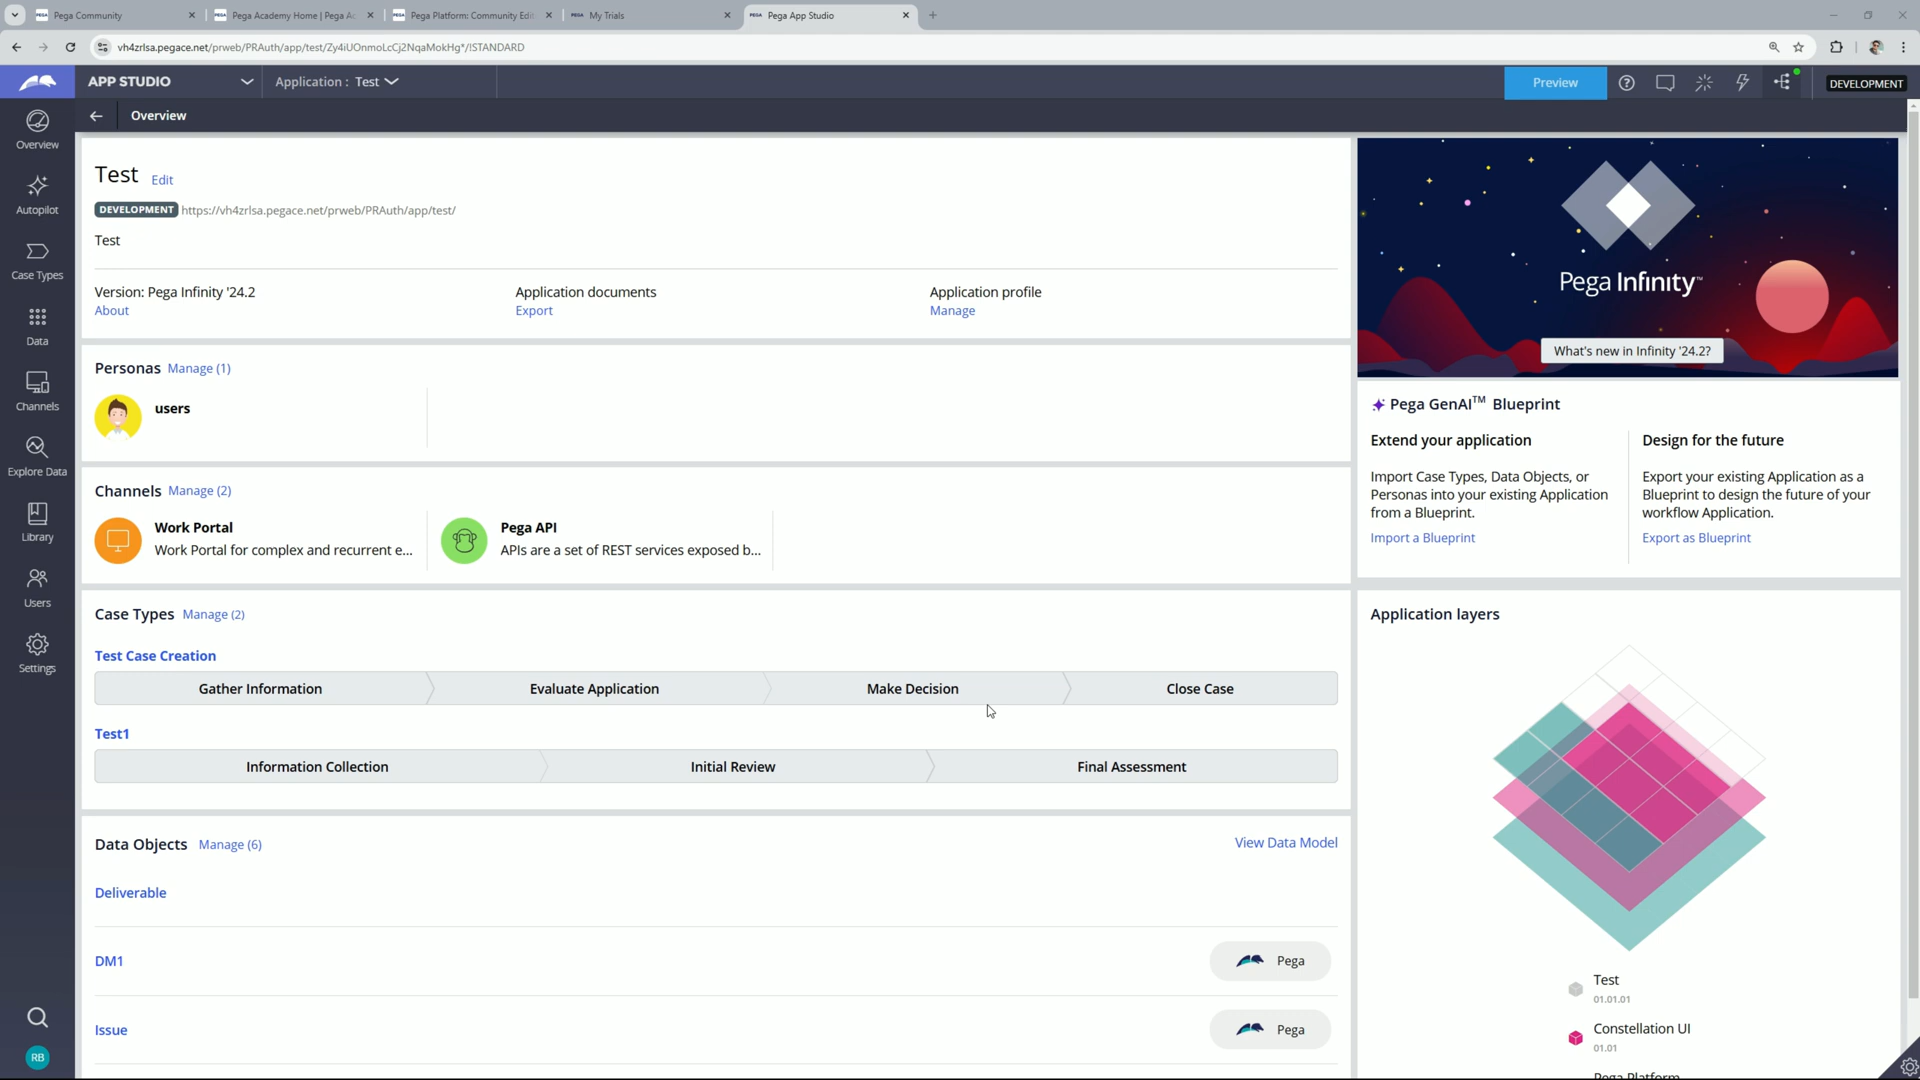 Pega Community
Pega Academy Home | Pega Ac
Pega Platform: Community Edit
My Trials
Pega App Studio
vh4zrlsa.pegace.net/prweb/PRAuth/app/test/Zy4iUOnmoLcCj2NqaMokHg*/!STANDARD
APP STUDIO
Application : Test
Preview
DEVELOPMENT
Overview
Overview
Autopilot
Case Types
Data
Channels
Explore Data
Library
Users
Settings
RB
Test Edit
DEVELOPMENT https://vh4zrlsa.pegace.net/prweb/PRAuth/app/test/
Test
Version: Pega Infinity '24.2
About
Application documents
Export
Application profile
Manage
Personas Manage (1)
users
Channels Manage (2)
Work Portal
Work Portal for complex and recurrent e...
Pega API
APIs are a set of REST services exposed b...
Case Types Manage (2)
Test Case Creation
Gather Information
Evaluate Application
Make Decision
Close Case
Test1
Information Collection
Initial Review
Final Assessment
Data Objects Manage (6)
View Data Model
Deliverable
DM1
Pega
Issue
Pega
Pega Infinity™
What's new in Infinity '24.2?
Pega GenAI™ Blueprint
Extend your application
Import Case Types, Data Objects, or
Personas into your existing Application
from a Blueprint.
Import a Blueprint
Design for the future
Export your existing Application as a
Blueprint to design the future of your
workflow Application.
Export as Blueprint
Application layers
Test
01.01.01
Constellation UI
01.01
Pega Platform